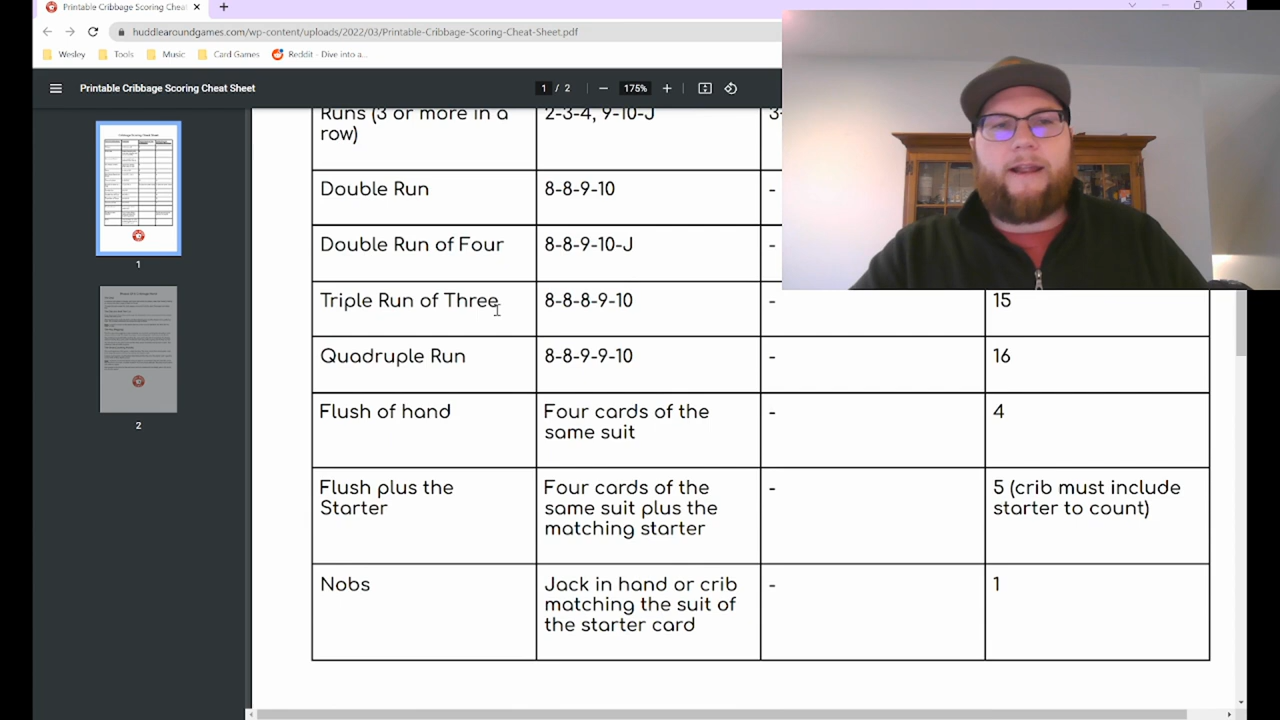 Printable Cribbage Scoring Cheat S
huddlearoundgames.com/wp-content/uploads/2022/03/Printable-Cribbage-Scoring-Cheat-Sheet.pdf
Wesley Tools Music Card Games Reddit - Dive into a...
Printable Cribbage Scoring Cheat Sheet 1 / 2 175%
Runs (3 or more in a row) 2-3-4, 9-10-J 3-
Double Run 8-8-9-10 -
Double Run of Four 8-8-9-10-J -
Triple Run of Three 8-8-8-9-10 - 15
Quadruple Run 8-8-9-9-10 - 16
Flush of hand Four cards of the same suit - 4
Flush plus the Starter Four cards of the same suit plus the matching starter - 5 (crib must include starter to count)
Nobs Jack in hand or crib matching the suit of the starter card - 1
1
2